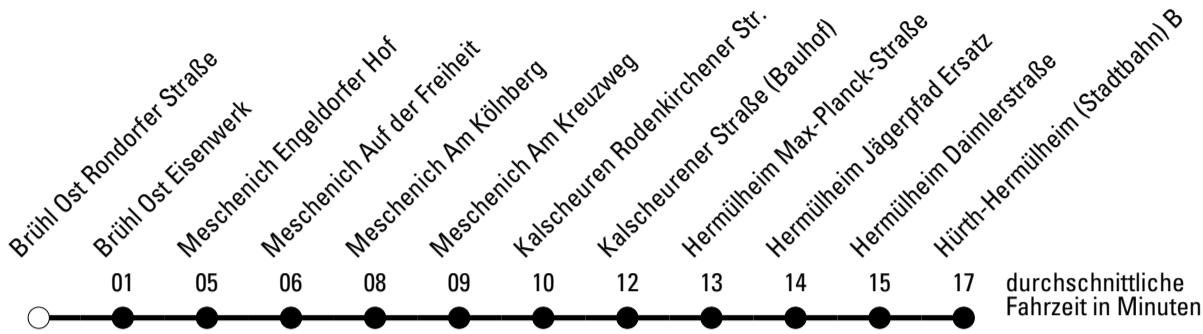 Brühl Ost Rondorfer Straße
Brühl Ost Eisenwerk
Meschenich Engeldorfer Hof
Meschenich Auf der Freiheit
Meschenich Am Kölnberg
Meschenich Am Kreuzweg
Kalscheuren Rodenkirchener Str.
Kalscheurener Straße (Bauhof)
Hermülheim Max-Planck-Straße
Hermülheim Jägerpfad Ersatz
Hermülheim Daimlerstraße
Hürth-Hermülheim (Stadtbahn) B
01 05 06 08 09 10 12 13 14 15 17
durchschnittliche
Fahrzeit in Minuten